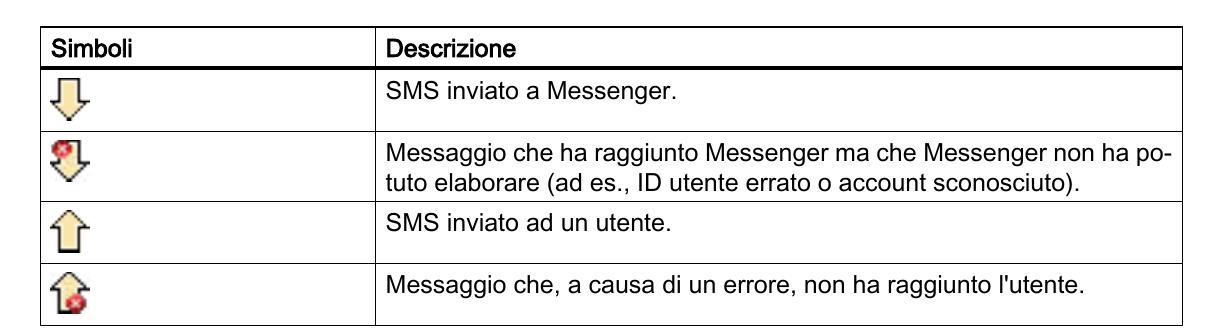 Simboli Descrizione
SMS inviato a Messenger.
Messaggio che ha raggiunto Messenger ma che Messenger non ha po-
tuto elaborare (ad es., ID utente errato o account sconosciuto).
SMS inviato ad un utente.
Messaggio che, a causa di un errore, non ha raggiunto l'utente.